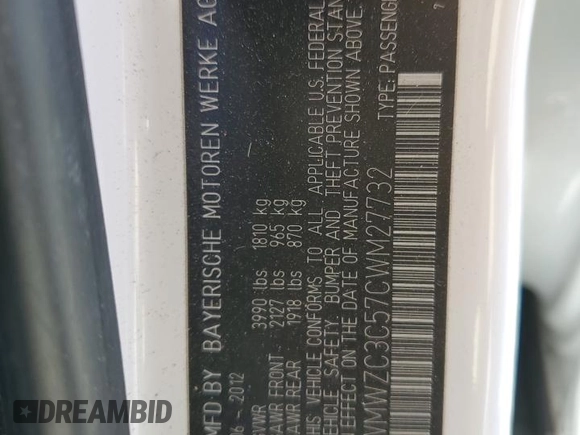 MFD BY BAYERISCHE MOTOREN WERKE AG
2012
GVWR 3990 lbs 1810 kg
GAWR FRONT 2127 lbs 965 kg
GAWR REAR 1918 lbs 870 kg
THIS VEHICLE CONFORMS TO ALL APPLICABLE U.S. FEDERAL
VEHICLE SAFETY, BUMPER AND THEFT PREVENTION STAN
EFFECT ON THE DATE OF MANUFACTURE SHOWN ABOVE.
WMWZC3C57CWM27732
TYPE: PASSENG
7
DREAMBID